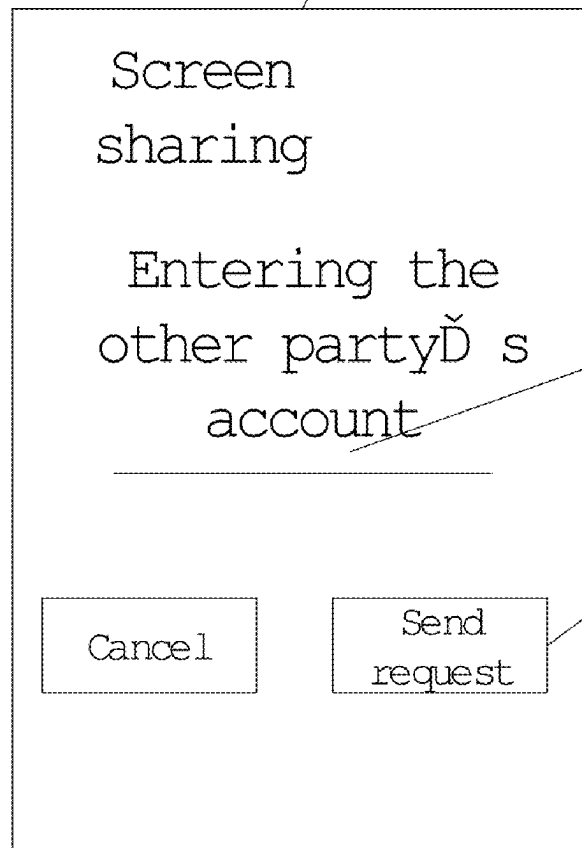 Screen
sharing
Entering the
other partyĎ s
account
Cancel
Send
request